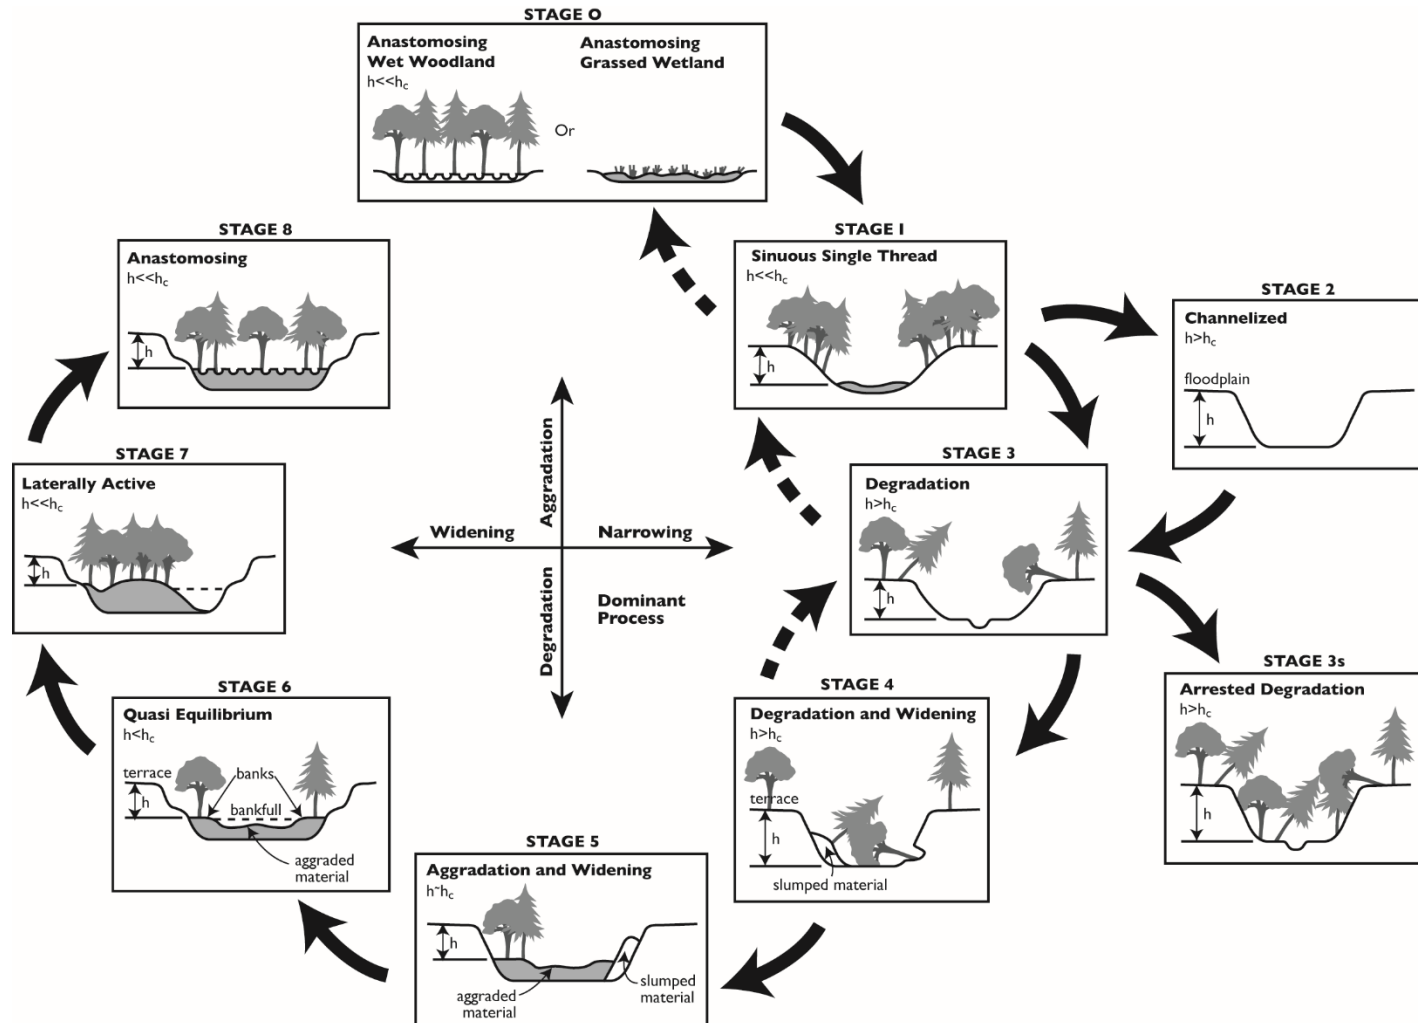 STAGE O
Anastomosing
Wet Woodland
h<<hc
Or
Anastomosing
Grassed Wetland
STAGE I
Sinuous Single Thread
h<<hc
h
STAGE 2
Channelized
h>hc
floodplain
h
STAGE 8
Anastomosing
h<<hc
h
STAGE 3
Degradation
h>hc
h
STAGE 7
Laterally Active
h<<hc
h
Aggradation
Widening
Narrowing
Degradation
Dominant
Process
STAGE 3s
Arrested Degradation
h>hc
h
STAGE 4
Degradation and Widening
h>hc
terrace
h
slumped material
STAGE 6
Quasi Equilibrium
h<hc
terrace
banks
h
bankfull
aggraded
material
STAGE 5
Aggradation and Widening
h~hc
h
aggraded
material
slumped
material